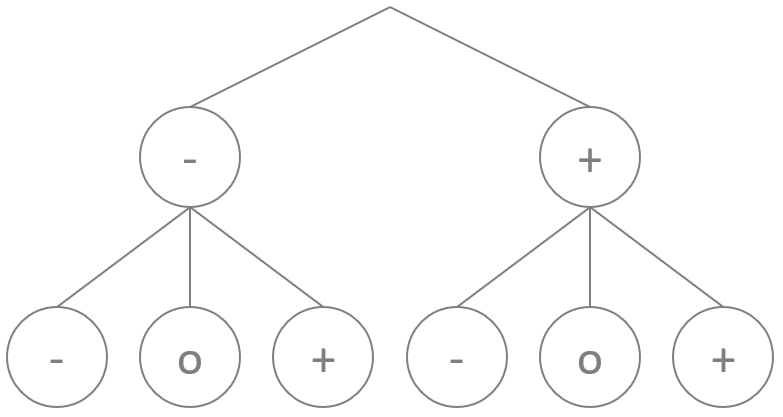 - +
- o + - o +